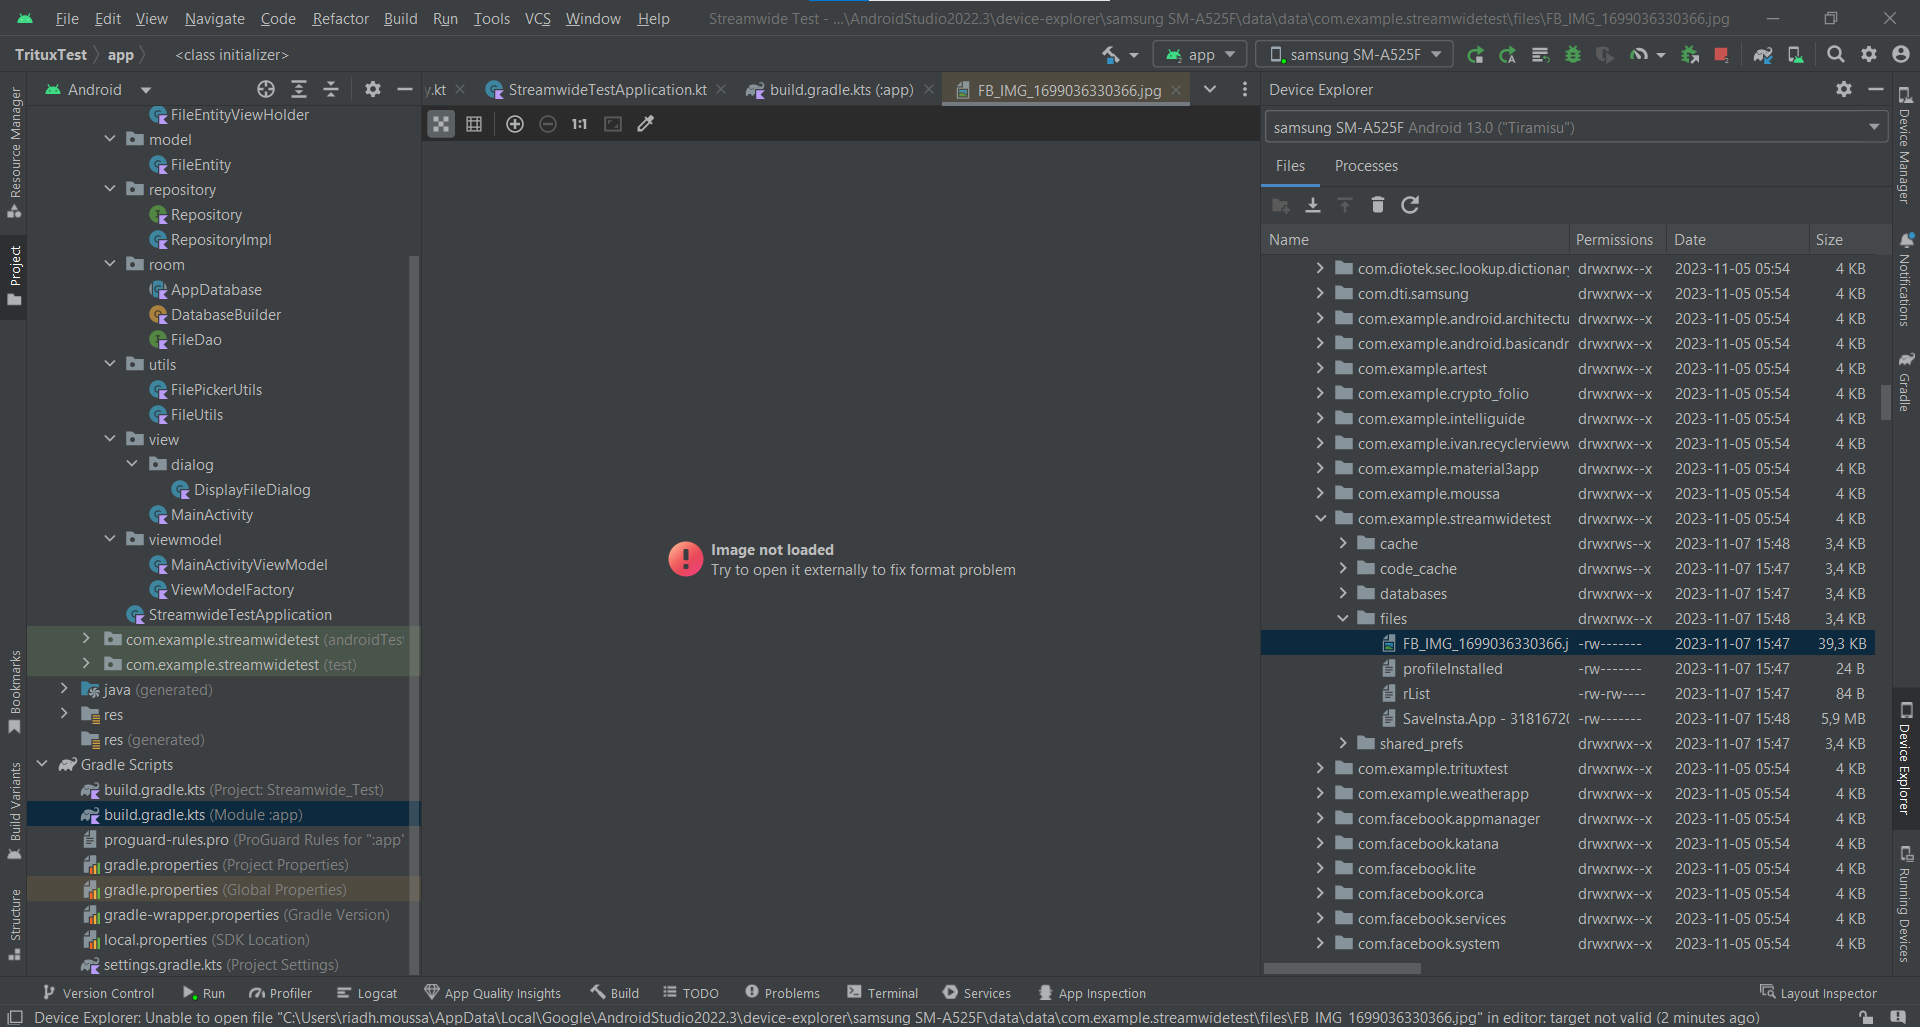 File Edit View Navigate Code Refactor Build Run Tools VCS Window Help Streamwide Test - ...\AndroidStudio2022.3\device-explorer\samsung SM-A525F\data\data\com.example.streamwidetest\files\FB_IMG_1699036330366.jpg
TrituxTest app <class initializer> app samsung SM-A525F
Android
.kt StreamwideTestApplication.kt build.gradle.kts (:app) FB_IMG_1699036330366.jpg
1:1
Resource Manager
Project
Bookmarks
Build Variants
Structure
FileEntityViewHolder
model
FileEntity
repository
Repository
RepositoryImpl
room
AppDatabase
DatabaseBuilder
FileDao
utils
FilePickerUtils
FileUtils
view
dialog
DisplayFileDialog
MainActivity
viewmodel
MainActivityViewModel
ViewModelFactory
StreamwideTestApplication
com.example.streamwidetest (androidTes
com.example.streamwidetest (test)
java (generated)
res
res (generated)
Gradle Scripts
build.gradle.kts (Project: Streamwide_Test)
build.gradle.kts (Module :app)
proguard-rules.pro (ProGuard Rules for ":app"
gradle.properties (Project Properties)
gradle.properties (Global Properties)
gradle-wrapper.properties (Gradle Version)
local.properties (SDK Location)
settings.gradle.kts (Project Settings)
Image not loaded
Try to open it externally to fix format problem
Device Explorer
samsung SM-A525F Android 13.0 ("Tiramisu")
Files Processes
Name Permissions Date Size
com.diotek.sec.lookup.dictionary drwxrwx--x 2023-11-05 05:54 4 KB
com.dti.samsung drwxrwx--x 2023-11-05 05:54 4 KB
com.example.android.architectu drwxrwx--x 2023-11-05 05:54 4 KB
com.example.android.basicandr drwxrwx--x 2023-11-05 05:54 4 KB
com.example.artest drwxrwx--x 2023-11-05 05:54 4 KB
com.example.crypto_folio drwxrwx--x 2023-11-05 05:54 4 KB
com.example.intelliguide drwxrwx--x 2023-11-05 05:54 4 KB
com.example.ivan.recyclervieww drwxrwx--x 2023-11-05 05:54 4 KB
com.example.material3app drwxrwx--x 2023-11-05 05:54 4 KB
com.example.moussa drwxrwx--x 2023-11-05 05:54 4 KB
com.example.streamwidetest drwxrwx--x 2023-11-05 05:54 4 KB
cache drwxrws--x 2023-11-07 15:48 3,4 KB
code_cache drwxrws--x 2023-11-07 15:47 3,4 KB
databases drwxrwx--x 2023-11-07 15:47 3,4 KB
files drwxrwx--x 2023-11-07 15:48 3,4 KB
FB_IMG_1699036330366.j -rw------- 2023-11-07 15:47 39,3 KB
profileInstalled -rw------- 2023-11-07 15:47 24 B
rList -rw-rw---- 2023-11-07 15:47 84 B
SaveInsta.App - 3181672( -rw------- 2023-11-07 15:48 5,9 MB
shared_prefs drwxrwx--x 2023-11-07 15:47 3,4 KB
com.example.trituxtest drwxrwx--x 2023-11-05 05:54 4 KB
com.example.weatherapp drwxrwx--x 2023-11-05 05:54 4 KB
com.facebook.appmanager drwxrwx--x 2023-11-05 05:54 4 KB
com.facebook.katana drwxrwx--x 2023-11-05 05:54 4 KB
com.facebook.lite drwxrwx--x 2023-11-05 05:54 4 KB
com.facebook.orca drwxrwx--x 2023-11-05 05:54 4 KB
com.facebook.services drwxrwx--x 2023-11-05 05:54 4 KB
com.facebook.system drwxrwx--x 2023-11-05 05:54 4 KB
Device Manager
Notifications
Gradle
Device Explorer
Running Devices
Version Control Run Profiler Logcat App Quality Insights Build TODO Problems Terminal Services App Inspection Layout Inspector
Device Explorer: Unable to open file "C:\Users\riadh.moussa\AppData\Local\Google\AndroidStudio2022.3\device-explorer\samsung SM-A525F\data\data\com.example.streamwidetest\files\FB_IMG_1699036330366.jpg" in editor: target not valid (2 minutes ago)